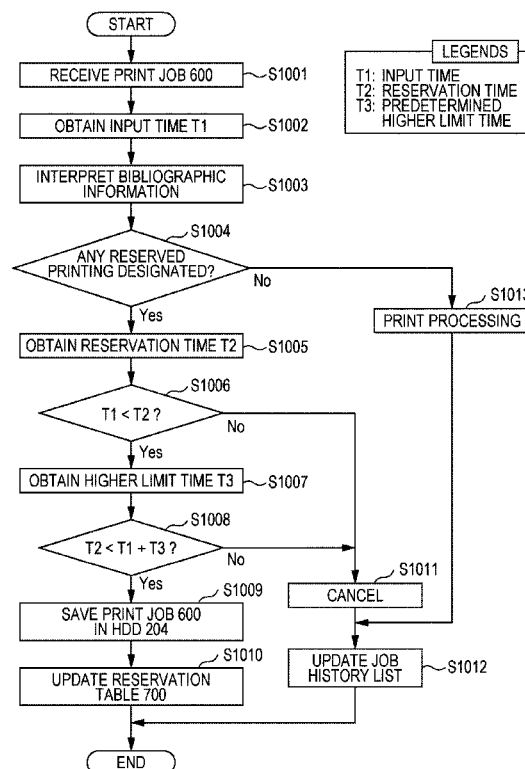 START
LEGENDS
T1: INPUT TIME
T2: RESERVATION TIME
T3: PREDETERMINED
HIGHER LIMIT TIME
RECEIVE PRINT JOB 600
S1001
OBTAIN INPUT TIME T1
S1002
INTERPRET BIBLIOGRAPHIC
INFORMATION
S1003
S1004
ANY RESERVED
PRINTING DESIGNATED?
No
Yes
S1013
PRINT PROCESSING
OBTAIN RESERVATION TIME T2
S1005
S1006
T1 < T2 ?
No
Yes
OBTAIN HIGHER LIMIT TIME T3
S1007
S1008
T2 < T1 + T3 ?
No
Yes
S1011
CANCEL
S1009
SAVE PRINT JOB 600
IN HDD 204
S1010
UPDATE RESERVATION
TABLE 700
UPDATE JOB
HISTORY LIST
S1012
END